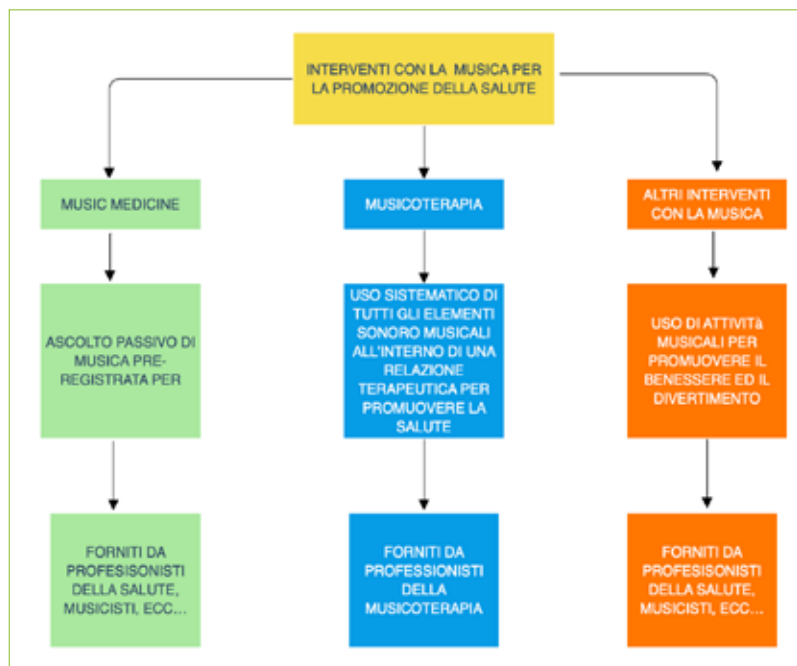 INTERVENTI CON LA MUSICA PER
LA PROMOZIONE DELLA SALUTE
MUSIC MEDICINE
MUSICOTERAPIA
ALTRI INTERVENTI
CON LA MUSICA
ASCOLTO PASSIVO DI
MUSICA PRE-
REGISTRATA PER
USO SISTEMATICO DI
TUTTI GLI ELEMENTI
SONORO MUSICALI
ALL'INTERNO DI UNA
RELAZIONE
TERAPEUTICA PER
PROMUOVERE LA
SALUTE
USO DI ATTIVITà
MUSICALI PER
PROMUOVERE IL
BENESSERE ED IL
DIVERTIMENTO
FORNITI DA
PROFESISONISTI
DELLA SALUTE,
MUSICISTI, ECC...
FORNITI DA
PROFESSIONISTI
DELLA
MUSICOTERAPIA
FORNITI DA
PROFESISONISTI
DELLA SALUTE,
MUSICISTI, ECC...